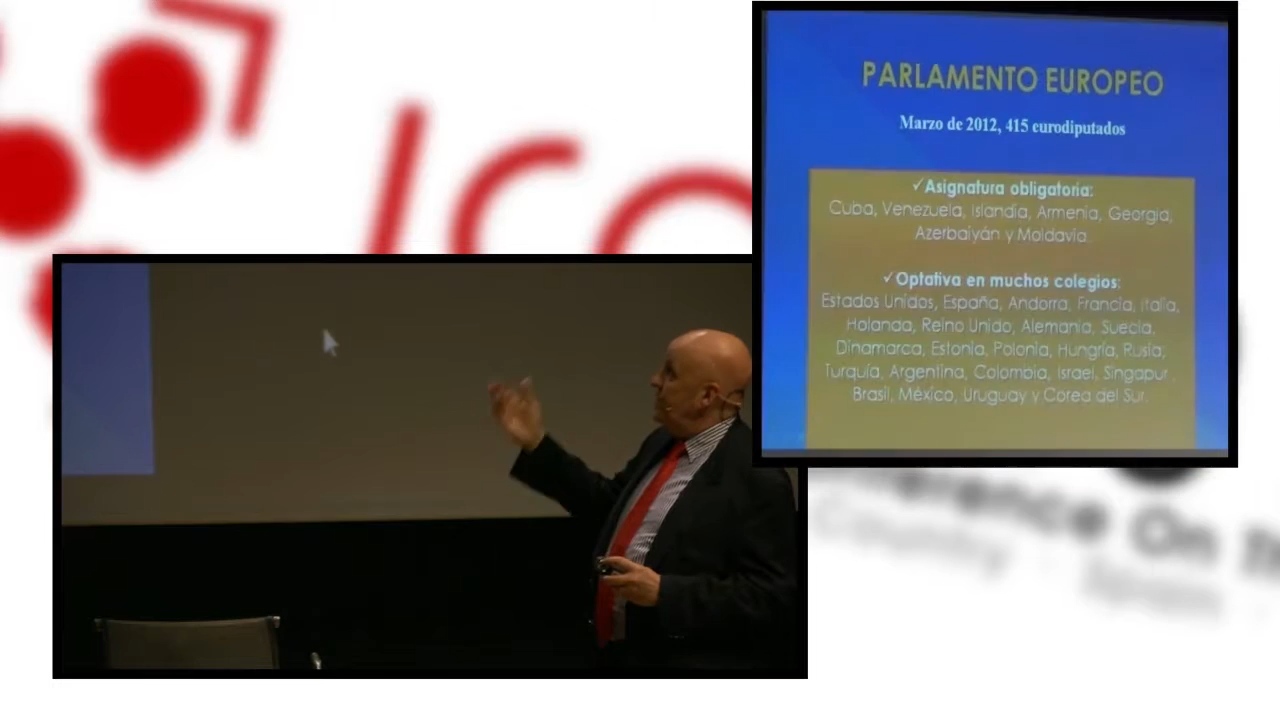 PARLAMENTO EUROPEO
Marzo de 2012, 415 eurodiputados
✓Asignatura obligatoria:
Cuba, Venezuela, Islandia, Armenia, Georgia,
Azerbaiyán y Moldavia.
✓Optativa en muchos colegios:
Estados Unidos, España, Andorra, Francia, Italia,
Holanda, Reino Unido, Alemania, Suecia,
Dinamarca, Estonia, Polonia, Hungría, Rusia,
Turquía, Argentina, Colombia, Israel, Singapur,
Brasil, México, Uruguay y Corea del Sur.
On